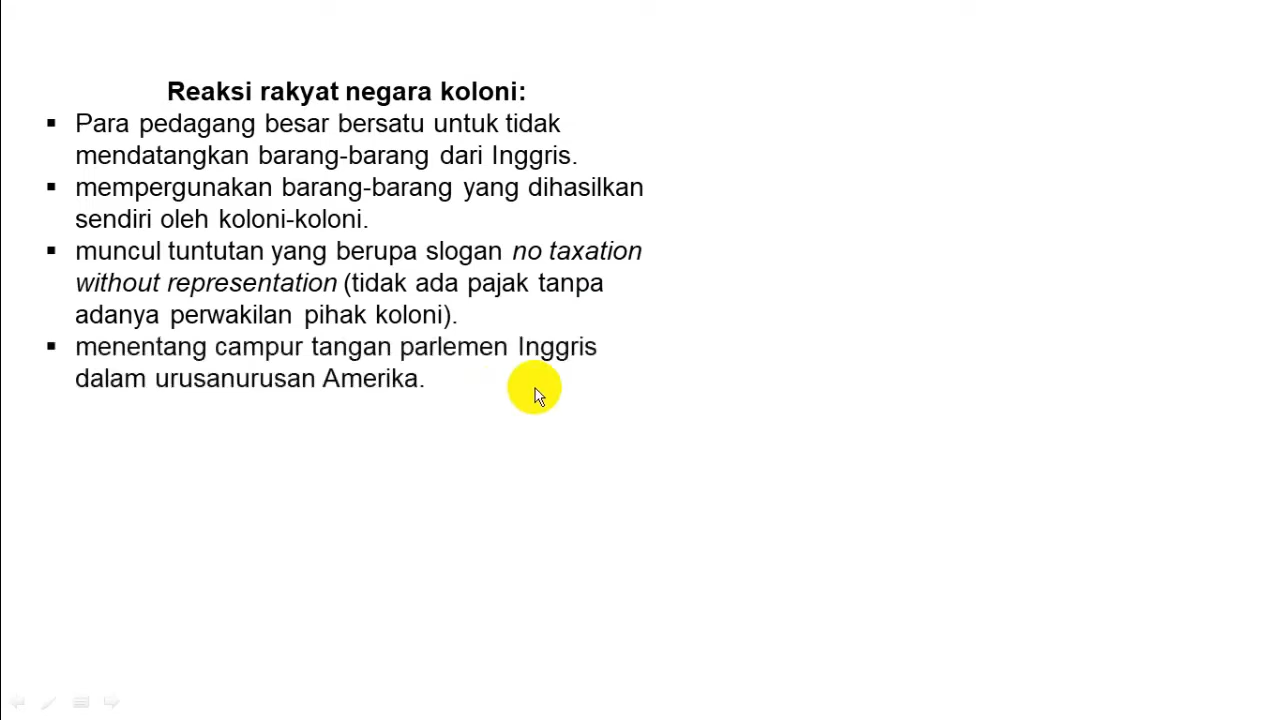 Reaksi rakyat negara koloni:
▪ Para pedagang besar bersatu untuk tidak
mendatangkan barang-barang dari Inggris.
▪ mempergunakan barang-barang yang dihasilkan
sendiri oleh koloni-koloni.
▪ muncul tuntutan yang berupa slogan no taxation
without representation (tidak ada pajak tanpa
adanya perwakilan pihak koloni).
▪ menentang campur tangan parlemen Inggris
dalam urusanurusan Amerika.